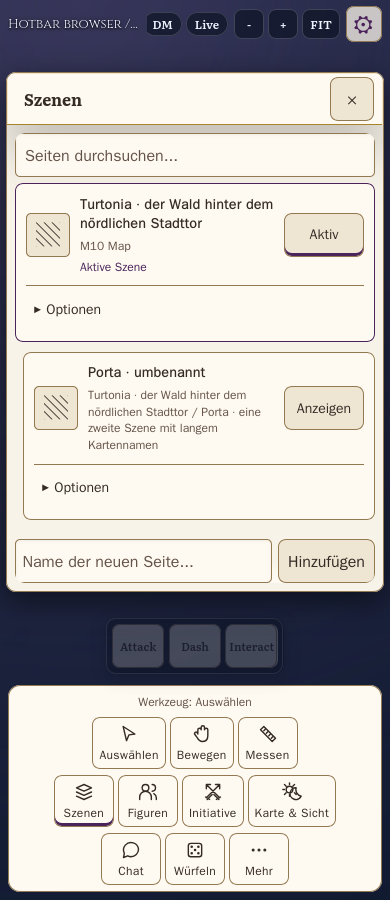 Hotbar browser /...
DM
Live
-
+
FIT
Szenen
×
Seiten durchsuchen...
Turtonia · der Wald hinter dem
nördlichen Stadttor
M10 Map
Aktive Szene
Aktiv
▸ Optionen
Porta · umbenannt
Turtonia · der Wald hinter dem
nördlichen Stadttor / Porta · eine
zweite Szene mit langem
Kartennamen
Anzeigen
▸ Optionen
Name der neuen Seite...
Hinzufügen
Attack
Dash
Interact
Werkzeug: Auswählen
Auswählen
Bewegen
Messen
Szenen
Figuren
Initiative
Karte & Sicht
Chat
Würfeln
Mehr